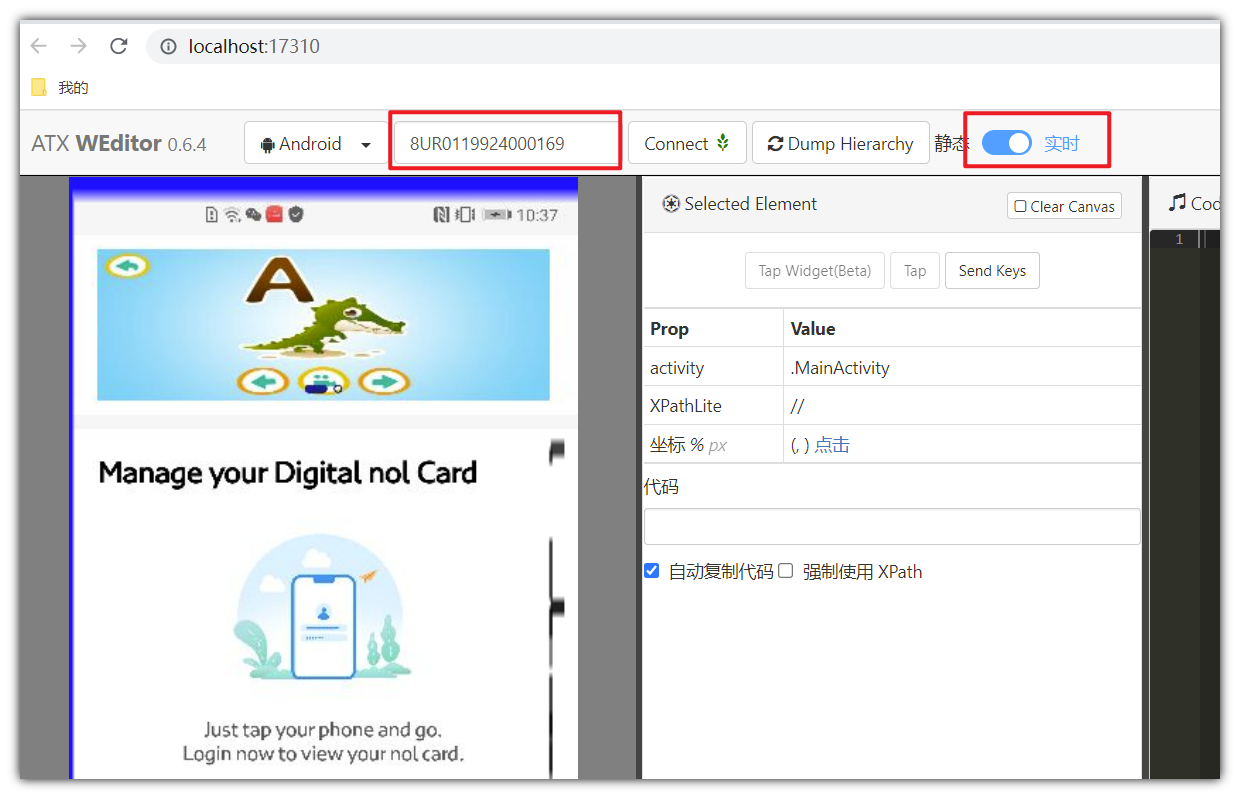 localhost:17310
我的
ATX WEditor 0.6.4
Android
8UR0119924000169
Connect
Dump Hierarchy
静态
实时
10:37
A
Manage your Digital nol Card
Just tap your phone and go.
Login now to view your nol card.
Selected Element
Clear Canvas
Tap Widget(Beta)
Tap
Send Keys
Prop Value
activity .MainActivity
XPathLite //
坐标 % px (, ) 点击
代码
自动复制代码 强制使用 XPath
Coo
1